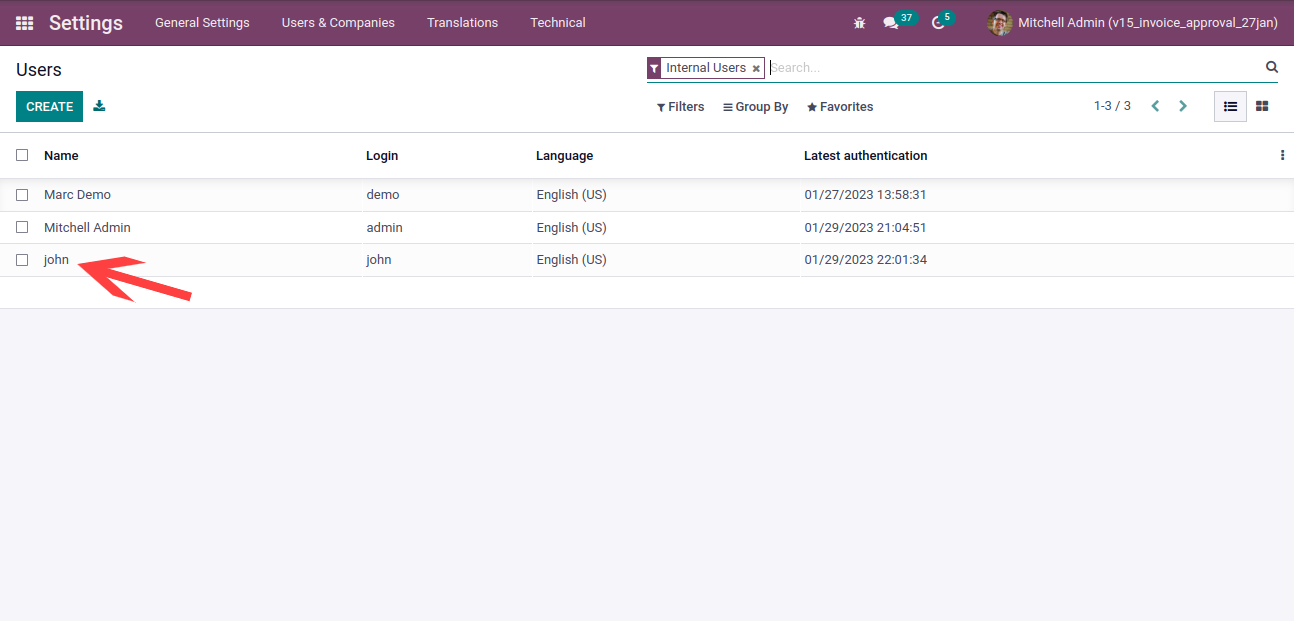 Settings General Settings Users & Companies Translations Technical 37 5 Mitchell Admin (v15_invoice_approval_27jan)
Users Internal Users × Search...
CREATE Filters Group By Favorites 1-3 / 3
Name Login Language Latest authentication
Marc Demo demo English (US) 01/27/2023 13:58:31
Mitchell Admin admin English (US) 01/29/2023 21:04:51
john john English (US) 01/29/2023 22:01:34